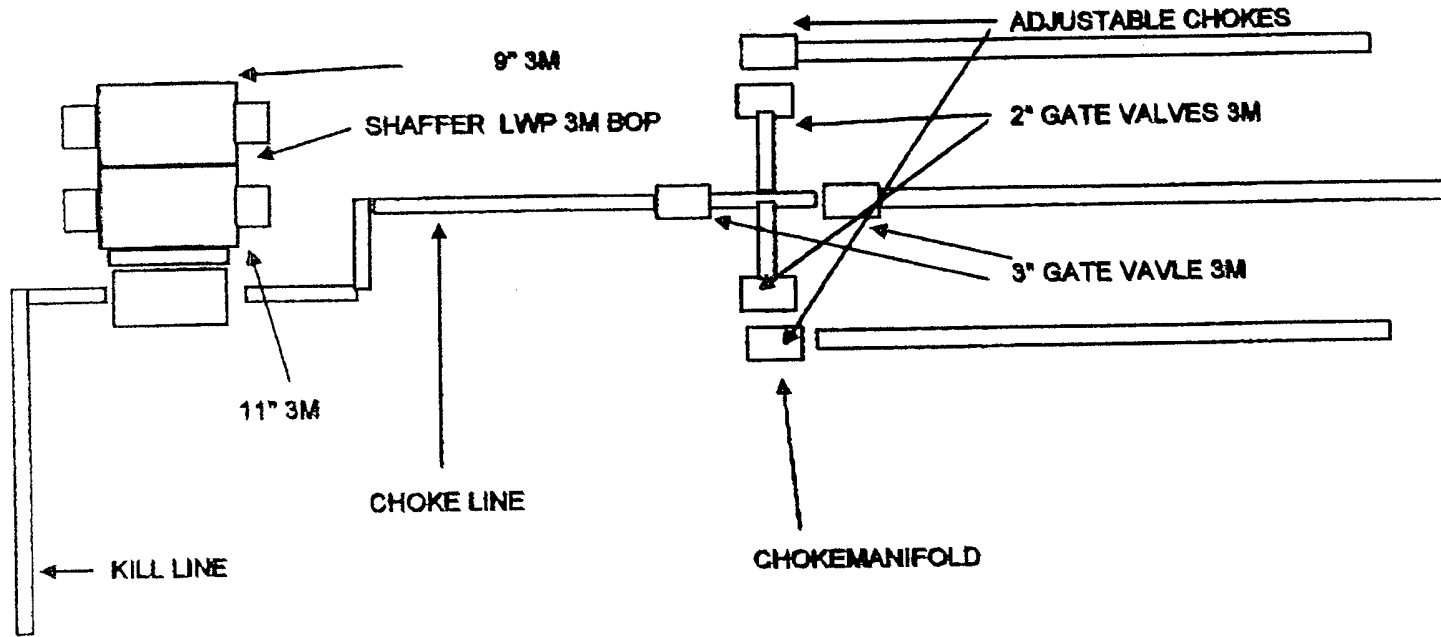 ADJUSTABLE CHOKES
9" 3M
SHAFFER LWP 3M BOP
2" GATE VALVES 3M
3" GATE VAVLE 3M
11" 3M
CHOKE LINE
CHOKEMANIFOLD
KILL LINE